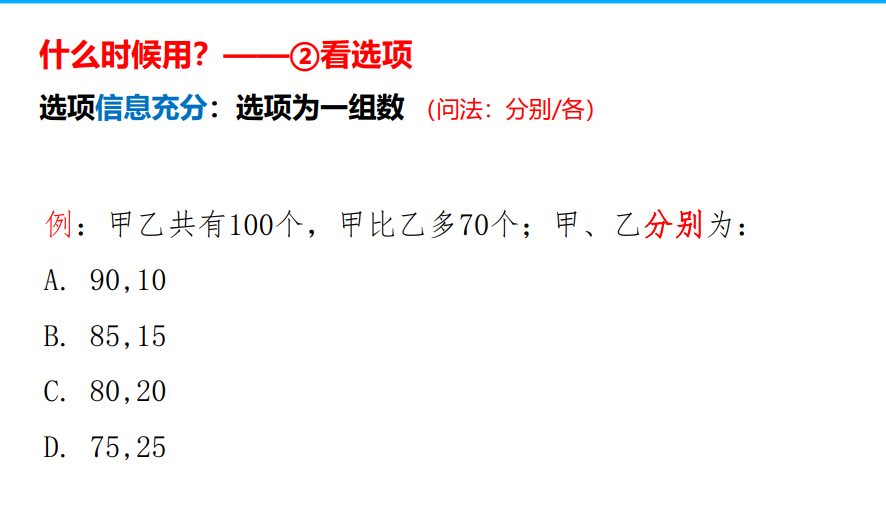 什么时候用？——②看选项
选项信息充分：选项为一组数（问法：分别/各）
例：甲乙共有100个，甲比乙多70个；甲、乙分别为：
A. 90,10
B. 85,15
C. 80,20
D. 75,25